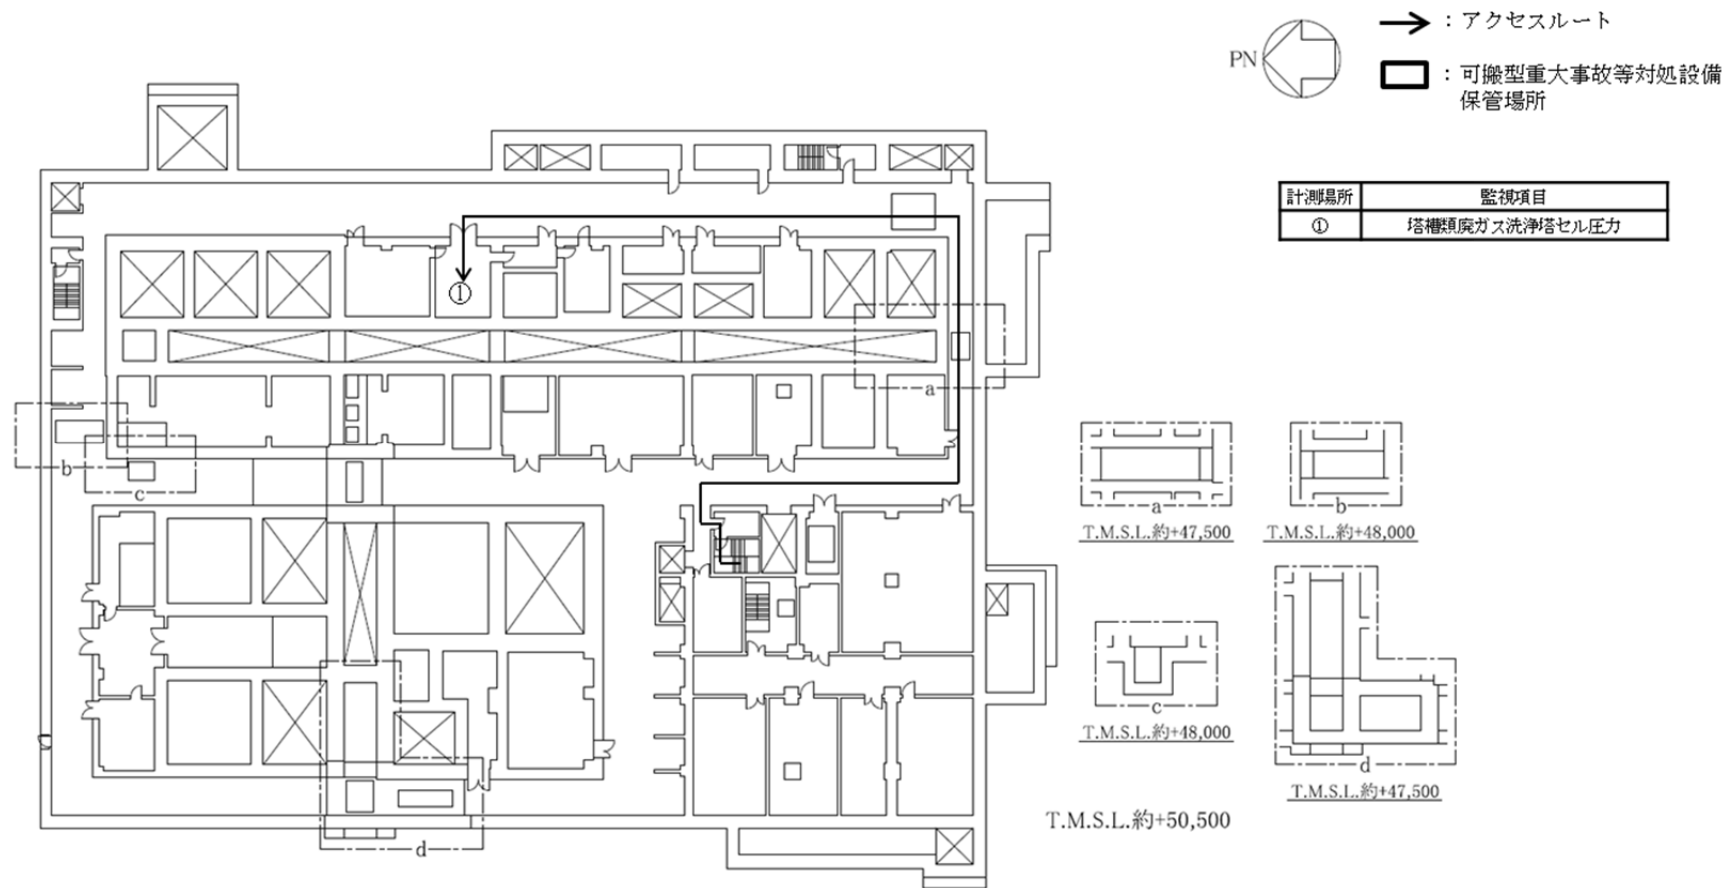 ：アクセスルート
PN
：可搬型重大事故等対処設備
保管場所
計測場所 監視項目
① 塔槽類廃ガス洗浄塔セル圧力
①
a
b
c
d
a
T.M.S.L.約+47,500
b
T.M.S.L.約+48,000
c
T.M.S.L.約+48,000
d
T.M.S.L.約+47,500
T.M.S.L.約+50,500